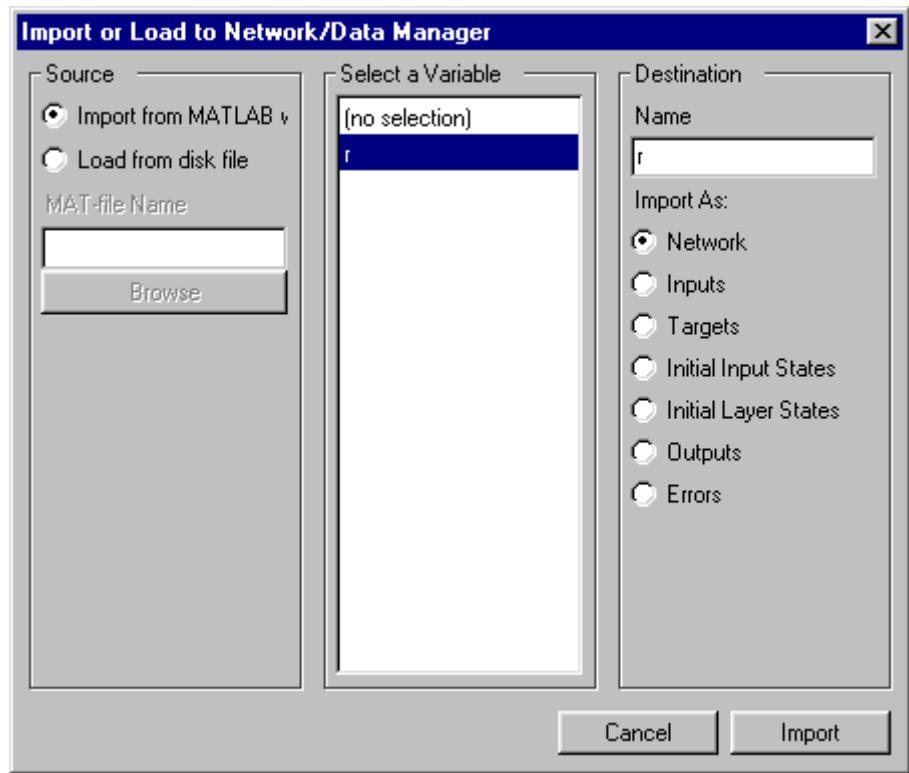 Import or Load to Network/Data Manager
Source
Import from MATLAB
Load from disk file
MAT-file Name
Browse
Select a Variable
(no selection)
r
Destination
Name
r
Import As:
Network
Inputs
Targets
Initial Input States
Initial Layer States
Outputs
Errors
Cancel
Import